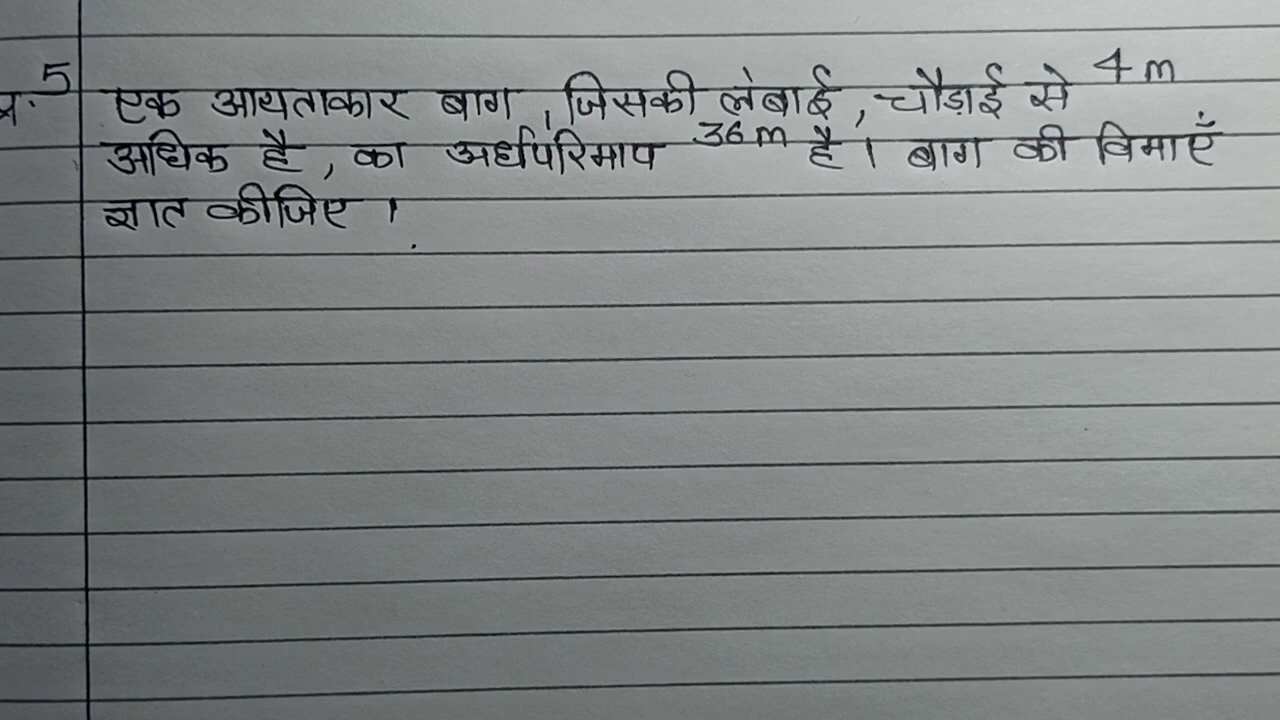 प्र. 5 एक आयताकार बाग, जिसकी लंबाई, चौड़ाई से 4 m
अधिक है, का अर्धपरिमाप 36 m है। बाग की विमाएँ
ज्ञात कीजिए।